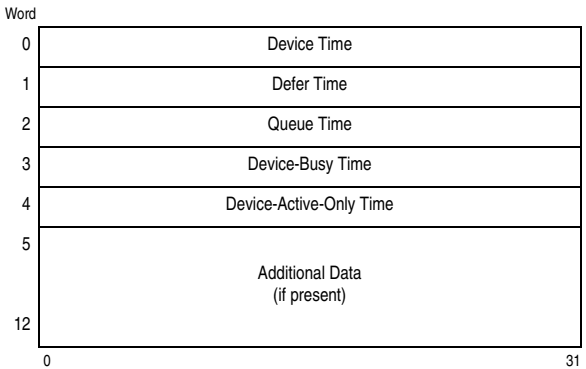 Word
0 Device Time
1 Defer Time
2 Queue Time
3 Device-Busy Time
4 Device-Active-Only Time
5
Additional Data
(if present)
12
0 31